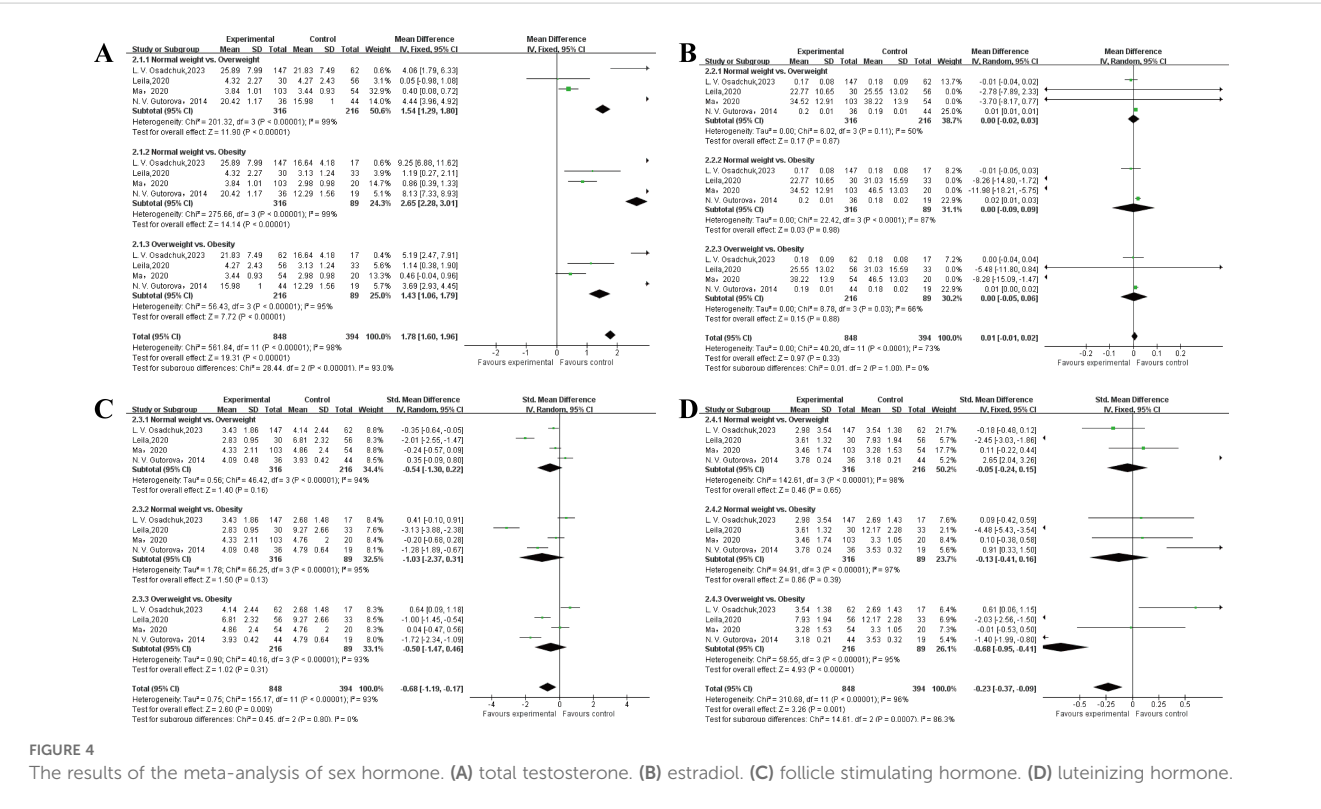 A
Experimental Control Mean Difference Mean Difference
Study or Subgroup Mean SD Total Mean SD Total Weight IV, Fixed, 95% CI IV, Fixed, 95% CI
2.1.1 Normal weight vs. Overweight
L. V. Osadchuk,2023 25.89 7.99 147 21.83 7.49 62 0.6% 4.06 [1.79, 6.33]
Leila,2020 4.32 2.27 30 4.27 2.43 56 3.1% 0.05 [-0.98, 1.08]
Ma, 2020 3.84 1.01 103 3.44 0.93 54 32.9% 0.40 [0.08, 0.72]
N. V. Gutorova, 2014 20.42 1.17 36 15.98 1 44 14.0% 4.44 [3.96, 4.92]
Subtotal (95% CI) 316 216 50.6% 1.54 [1.29, 1.80]
Heterogeneity: Chi² = 201.32, df = 3 (P < 0.00001); I² = 99%
Test for overall effect: Z = 11.90 (P < 0.00001)
2.1.2 Normal weight vs. Obesity
L. V. Osadchuk,2023 25.89 7.99 147 16.64 4.18 17 0.6% 9.25 [6.88, 11.62]
Leila,2020 4.32 2.27 30 3.13 1.24 33 4.0% 1.19 [0.27, 2.11]
Ma, 2020 3.84 1.01 103 2.98 0.98 20 14.7% 0.86 [0.39, 1.33]
N. V. Gutorova, 2014 20.42 1.17 36 12.29 1.56 19 5.1% 8.13 [7.33, 8.93]
Subtotal (95% CI) 316 89 24.3% 2.65 [2.28, 3.01]
Heterogeneity: Chi² = 275.66, df = 3 (P < 0.00001); I² = 99%
Test for overall effect: Z = 14.14 (P < 0.00001)
2.1.3 Overweight vs. Obesity
L. V. Osadchuk,2023 21.83 7.49 62 16.64 4.18 17 0.4% 5.19 [2.47, 7.91]
Leila,2020 4.27 2.43 56 3.13 1.24 33 5.6% 1.14 [0.38, 1.90]
Ma, 2020 3.44 0.93 54 2.98 0.98 20 13.3% 0.46 [-0.04, 0.96]
N. V. Gutorova, 2014 15.98 1 44 12.29 1.56 19 5.7% 3.69 [2.93, 4.45]
Subtotal (95% CI) 216 89 25.0% 1.43 [1.06, 1.79]
Heterogeneity: Chi² = 56.43, df = 3 (P < 0.00001); I² = 95%
Test for overall effect: Z = 7.72 (P < 0.00001)
Total (95% CI) 848 394 100.0% 1.78 [1.60, 1.96]
Heterogeneity: Chi² = 561.84, df = 11 (P < 0.00001); I² = 98%
Test for overall effect: Z = 19.31 (P < 0.00001)
Test for subgroup differences: Chi² = 28.44, df = 2 (P < 0.00001), I² = 93.0%
-2 -1 0 1 2
Favours experimental Favours control
B
Experimental Control Mean Difference Mean Difference
Study or Subgroup Mean SD Total Mean SD Total Weight IV, Random, 95% CI IV, Random, 95% CI
2.2.1 Normal weight vs. Overweight
L. V. Osadchuk,2023 0.17 0.08 147 0.18 0.09 62 13.7% -0.01 [-0.04, 0.02]
Leila,2020 22.77 10.65 30 25.55 13.02 56 0.0% -2.78 [-7.89, 2.33]
Ma, 2020 34.52 12.91 103 38.22 13.9 54 0.0% -3.70 [-8.17, 0.77]
N. V. Gutorova, 2014 0.2 0.01 36 0.19 0.01 44 25.0% 0.01 [0.01, 0.01]
Subtotal (95% CI) 316 216 38.7% 0.00 [-0.02, 0.03]
Heterogeneity: Tau² = 0.00; Chi² = 6.02, df = 3 (P = 0.11); I² = 50%
Test for overall effect: Z = 0.17 (P = 0.87)
2.2.2 Normal weight vs. Obesity
L. V. Osadchuk,2023 0.17 0.08 147 0.18 0.08 17 8.3% -0.01 [-0.05, 0.03]
Leila,2020 22.77 10.65 30 31.03 15.59 33 0.0% -8.26 [-14.80, -1.72]
Ma, 2020 34.52 12.91 103 46.5 13.03 20 0.0% -11.98 [-18.21, -5.75]
N. V. Gutorova, 2014 0.2 0.01 36 0.18 0.02 19 22.9% 0.02 [0.01, 0.03]
Subtotal (95% CI) 316 89 31.1% 0.00 [-0.09, 0.09]
Heterogeneity: Tau² = 0.00; Chi² = 22.42, df = 3 (P < 0.0001); I² = 87%
Test for overall effect: Z = 0.03 (P = 0.98)
2.2.3 Overweight vs. Obesity
L. V. Osadchuk,2023 0.18 0.09 62 0.18 0.08 17 7.2% 0.00 [-0.04, 0.04]
Leila,2020 25.55 13.02 56 31.03 15.59 33 0.0% -5.48 [-11.80, 0.84]
Ma, 2020 38.22 13.9 54 46.5 13.03 20 0.0% -8.28 [-15.09, -1.47]
N. V. Gutorova, 2014 0.19 0.01 44 0.18 0.02 19 22.9% 0.01 [0.00, 0.02]
Subtotal (95% CI) 216 89 30.2% 0.00 [-0.05, 0.06]
Heterogeneity: Tau² = 0.00; Chi² = 8.78, df = 3 (P = 0.03); I² = 66%
Test for overall effect: Z = 0.15 (P = 0.88)
Total (95% CI) 848 394 100.0% 0.01 [-0.01, 0.02]
Heterogeneity: Tau² = 0.00; Chi² = 40.20, df = 11 (P < 0.0001); I² = 73%
Test for overall effect: Z = 0.97 (P = 0.33)
Test for subgroup differences: Chi² = 0.01, df = 2 (P = 1.00), I² = 0%
-0.2 -0.1 0 0.1 0.2
Favours experimental Favours control
C
Experimental Control Std. Mean Difference Std. Mean Difference
Study or Subgroup Mean SD Total Mean SD Total Weight IV, Random, 95% CI IV, Random, 95% CI
2.3.1 Normal weight vs. Overweight
L. V. Osadchuk,2023 3.43 1.86 147 4.14 2.44 62 8.8% -0.35 [-0.64, -0.05]
Leila,2020 2.83 0.95 30 6.81 2.32 56 8.3% -2.01 [-2.55, -1.47]
Ma, 2020 4.33 2.11 103 4.86 2.4 54 8.8% -0.24 [-0.57, 0.09]
N. V. Gutorova, 2014 4.09 0.48 36 3.93 0.42 44 8.6% 0.35 [-0.09, 0.80]
Subtotal (95% CI) 316 216 34.4% -0.54 [-1.30, 0.22]
Heterogeneity: Tau² = 0.56; Chi² = 46.42, df = 3 (P < 0.00001); I² = 94%
Test for overall effect: Z = 1.40 (P = 0.16)
2.3.2 Normal weight vs. Obesity
L. V. Osadchuk,2023 3.43 1.86 147 2.68 1.48 17 8.4% 0.41 [-0.10, 0.91]
Leila,2020 2.83 0.95 30 9.27 2.66 33 7.5% -3.13 [-3.88, -2.38]
Ma, 2020 4.33 2.11 103 4.76 2 20 8.5% -0.20 [-0.68, 0.28]
N. V. Gutorova, 2014 4.09 0.48 36 4.79 0.64 19 8.1% -1.28 [-1.89, -0.67]
Subtotal (95% CI) 316 89 32.5% -1.03 [-2.37, 0.31]
Heterogeneity: Tau² = 1.78; Chi² = 66.25, df = 3 (P < 0.00001); I² = 95%
Test for overall effect: Z = 1.50 (P = 0.13)
2.3.3 Overweight vs. Obesity
L. V. Osadchuk,2023 4.14 2.44 62 2.68 1.48 17 8.3% 0.64 [0.09, 1.18]
Leila,2020 6.81 2.32 56 9.27 2.66 33 8.5% -1.00 [-1.45, -0.54]
Ma, 2020 4.86 2.4 54 4.76 2 20 8.4% 0.04 [-0.47, 0.56]
N. V. Gutorova, 2014 3.93 0.42 44 4.79 0.64 19 8.0% -1.72 [-2.34, -1.09]
Subtotal (95% CI) 216 89 33.1% -0.50 [-1.47, 0.46]
Heterogeneity: Tau² = 0.90; Chi² = 40.16, df = 3 (P < 0.00001); I² = 93%
Test for overall effect: Z = 1.02 (P = 0.31)
Total (95% CI) 848 394 100.0% -0.68 [-1.19, -0.17]
Heterogeneity: Tau² = 0.75; Chi² = 155.17, df = 11 (P < 0.00001); I² = 93%
Test for overall effect: Z = 2.60 (P = 0.009)
Test for subgroup differences: Chi² = 0.45, df = 2 (P = 0.80), I² = 0%
-4 -2 0 2 4
Favours experimental Favours control
D
Experimental Control Std. Mean Difference Std. Mean Difference
Study or Subgroup Mean SD Total Mean SD Total Weight IV, Fixed, 95% CI IV, Fixed, 95% CI
2.4.1 Normal weight vs. Overweight
L. V. Osadchuk,2023 2.98 3.54 147 3.54 1.38 62 21.7% -0.18 [-0.48, 0.12]
Leila,2020 3.61 1.32 30 7.93 1.94 56 5.8% -2.45 [-3.03, -1.86]
Ma, 2020 3.46 1.74 103 3.28 1.53 54 17.7% 0.11 [-0.22, 0.44]
N. V. Gutorova, 2014 3.78 0.24 36 3.18 0.21 44 5.2% 2.65 [2.04, 3.26]
Subtotal (95% CI) 316 216 50.2% -0.05 [-0.24, 0.15]
Heterogeneity: Chi² = 142.61, df = 3 (P < 0.00001); I² = 98%
Test for overall effect: Z = 0.46 (P = 0.65)
2.4.2 Normal weight vs. Obesity
L. V. Osadchuk,2023 2.98 3.54 147 2.69 1.43 17 7.6% 0.09 [-0.42, 0.59]
Leila,2020 3.61 1.32 30 12.17 2.28 33 2.1% -4.48 [-5.43, -3.54]
Ma, 2020 3.46 1.74 103 3.3 1.05 20 8.4% 0.10 [-0.38, 0.58]
N. V. Gutorova, 2014 3.78 0.24 36 3.53 0.32 19 5.6% 0.91 [0.33, 1.50]
Subtotal (95% CI) 316 89 23.7% -0.13 [-0.41, 0.16]
Heterogeneity: Chi² = 94.91, df = 3 (P < 0.00001); I² = 97%
Test for overall effect: Z = 0.86 (P = 0.39)
2.4.3 Overweight vs. Obesity
L. V. Osadchuk,2023 3.54 1.38 62 2.69 1.43 17 6.4% 0.61 [0.06, 1.15]
Leila,2020 7.93 1.94 56 12.17 2.28 33 6.9% -2.03 [-2.56, -1.50]
Ma, 2020 3.28 1.53 54 3.3 1.05 20 7.3% -0.01 [-0.53, 0.50]
N. V. Gutorova, 2014 3.18 0.21 44 3.53 0.32 19 5.5% -1.40 [-1.99, -0.80]
Subtotal (95% CI) 216 89 26.1% -0.68 [-0.95, -0.41]
Heterogeneity: Chi² = 58.55, df = 3 (P < 0.00001); I² = 95%
Test for overall effect: Z = 4.93 (P < 0.00001)
Total (95% CI) 848 394 100.0% -0.23 [-0.37, -0.09]
Heterogeneity: Chi² = 310.68, df = 11 (P < 0.00001); I² = 96%
Test for overall effect: Z = 3.26 (P = 0.001)
Test for subgroup differences: Chi² = 14.61, df = 2 (P = 0.0007), I² = 86.3%
-0.5 -0.25 0 0.25 0.5
Favours experimental Favours control
FIGURE 4
The results of the meta-analysis of sex hormone. (A) total testosterone. (B) estradiol. (C) follicle stimulating hormone. (D) luteinizing hormone.